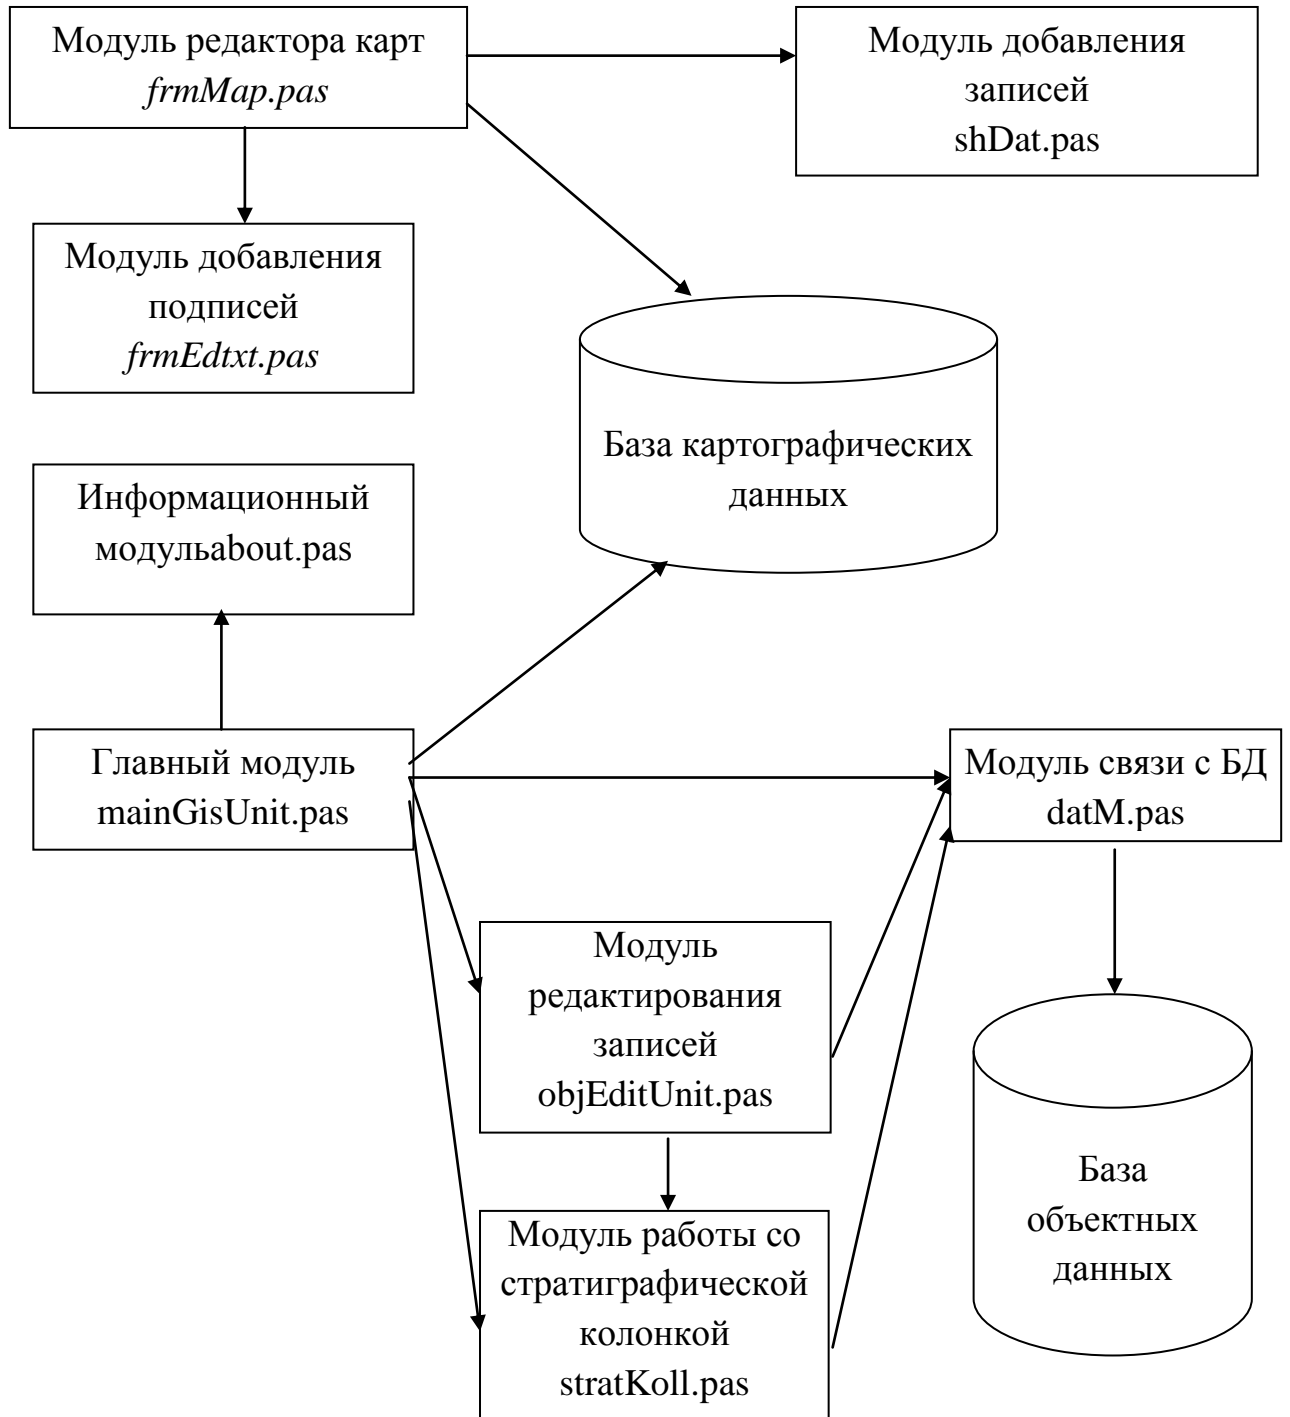 Модуль редактора карт
frmMap.pas
Модуль добавления
записей
shDat.pas
Модуль добавления
подписей
frmEdtxt.pas
База картографических
данных
Информационный
модульabout.pas
Главный модуль
mainGisUnit.pas
Модуль связи с БД
datM.pas
Модуль
редактирования
записей
objEditUnit.pas
База
объектных
данных
Модуль работы со
стратиграфической
колонкой
stratKoll.pas